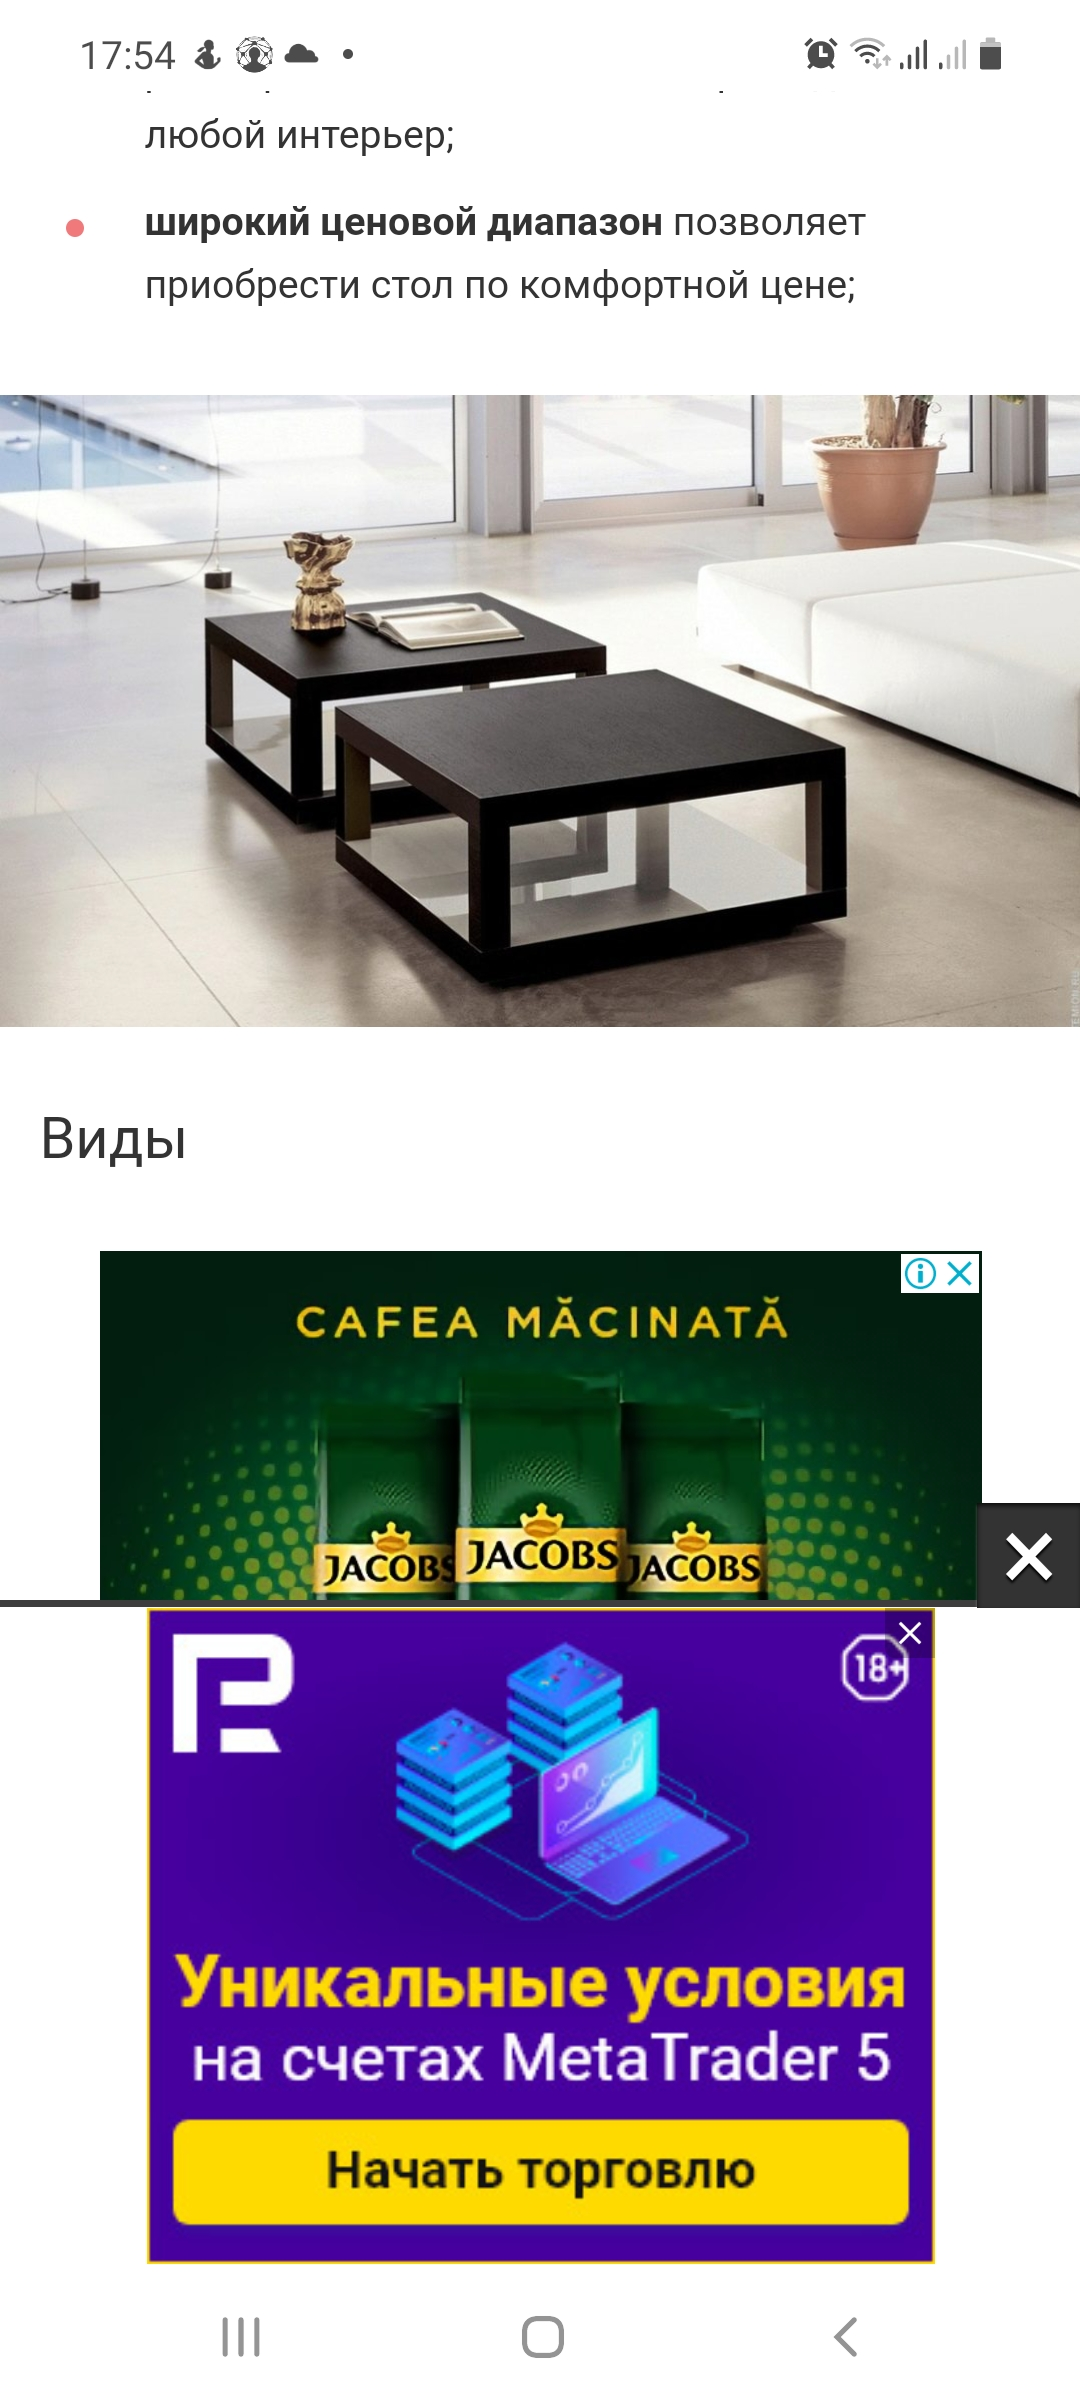 17:54
любой интерьер;
широкий ценовой диапазон позволяет
приобрести стол по комфортной цене;
Виды
CAFEA MĂCINATĂ
JACOBS JACOBS JACOBS
18+
Уникальные условия
на счетах MetaTrader 5
Начать торговлю